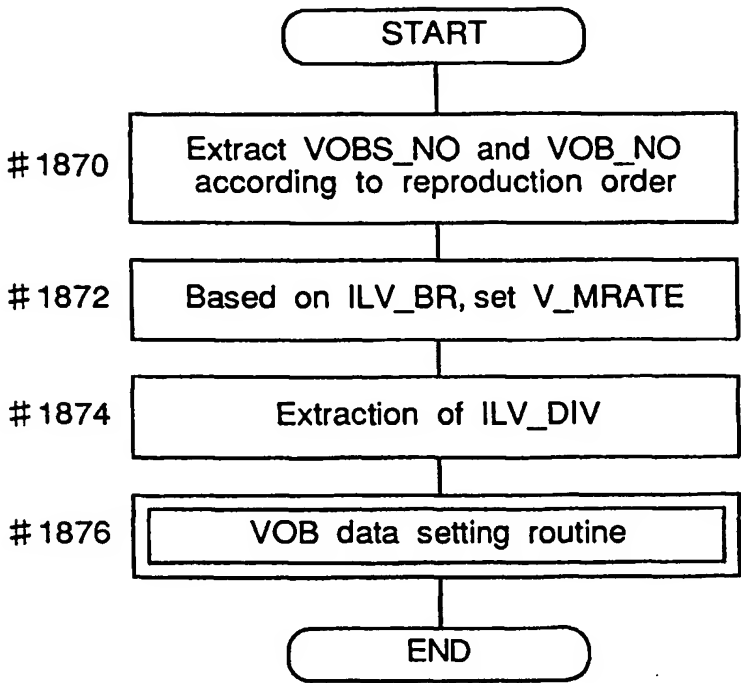 START
#1870
Extract VOBS_NO and VOB_NO
according to reproduction order
#1872
Based on ILV_BR, set V_MRATE
#1874
Extraction of ILV_DIV
#1876
VOB data setting routine
END